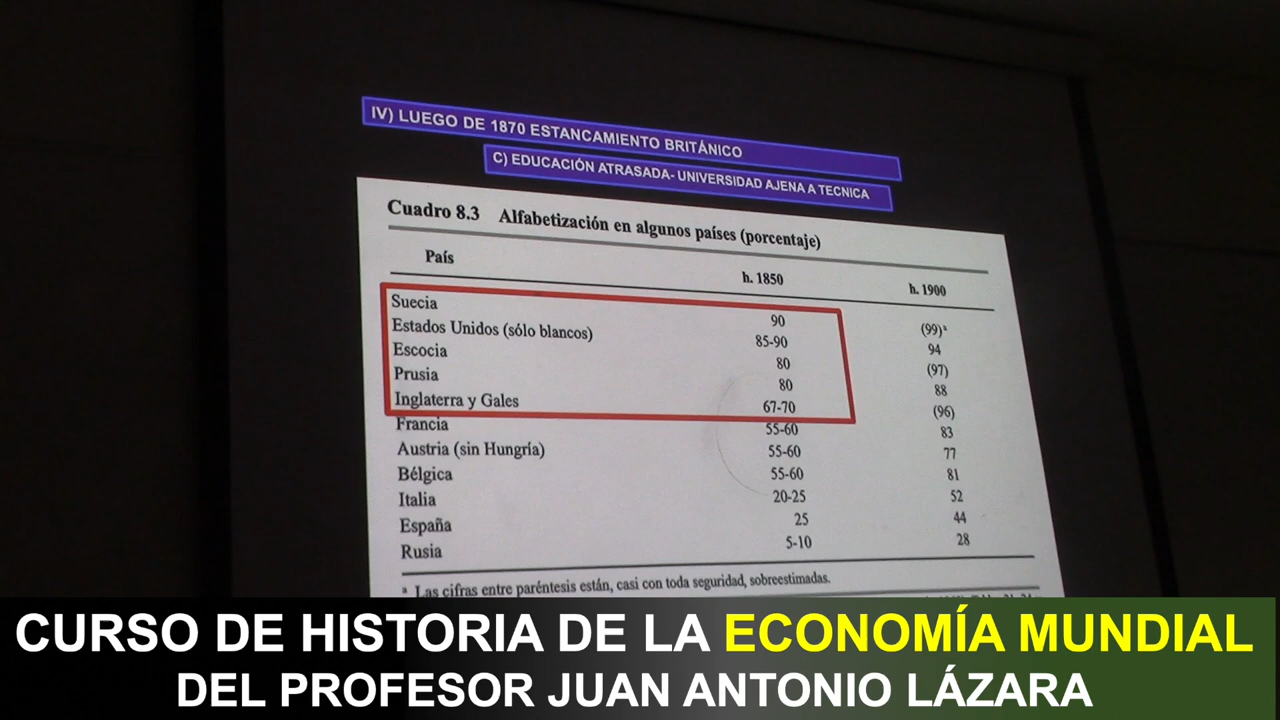 IV) LUEGO DE 1870 ESTANCAMIENTO BRITÁNICO
C) EDUCACIÓN ATRASADA- UNIVERSIDAD AJENA A TECNICA
Cuadro 8.3 Alfabetización en algunos países (porcentaje)
País h. 1850 h. 1900
Suecia 90 (99)ª
Estados Unidos (sólo blancos) 85-90 94
Escocia 80 (97)
Prusia 80 88
Inglaterra y Gales 67-70 (96)
Francia 55-60 83
Austria (sin Hungría) 55-60 77
Bélgica 55-60 81
Italia 20-25 52
España 25 44
Rusia 5-10 28
ª Las cifras entre paréntesis están, casi con toda seguridad, sobreestimadas.
CURSO DE HISTORIA DE LA ECONOMÍA MUNDIAL
DEL PROFESOR JUAN ANTONIO LÁZARA